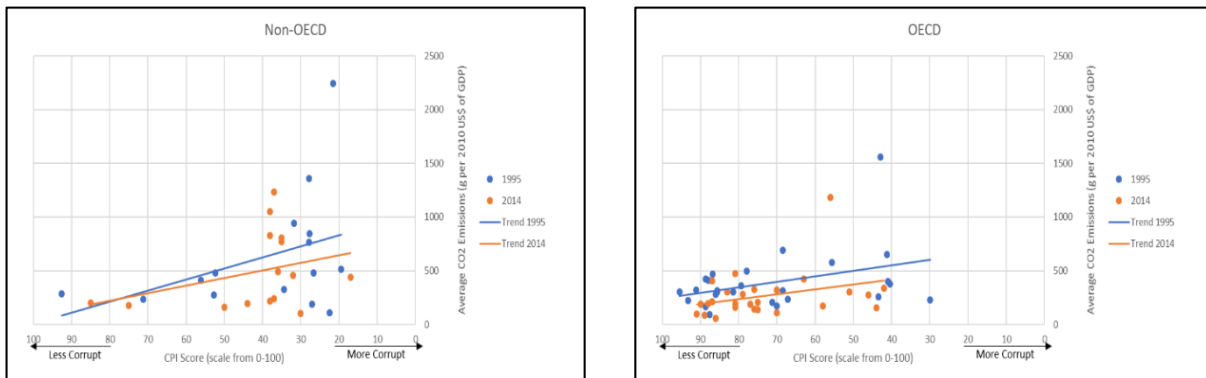 Non-OECD
2500
2000
1500
1000
500
0
Average CO2 Emissions (g per 2010 US$ of GDP)
100 90 80 70 60 50 40 30 20 10 0
Less Corrupt CPI Score (scale from 0-100) More Corrupt
1995
2014
Trend 1995
Trend 2014
OECD
2500
2000
1500
1000
500
0
Average CO2 Emissions (g per 2010 US$ of GDP)
100 90 80 70 60 50 40 30 20 10 0
Less Corrupt CPI Score (scale from 0-100) More Corrupt
1995
2014
Trend 1995
Trend 2014